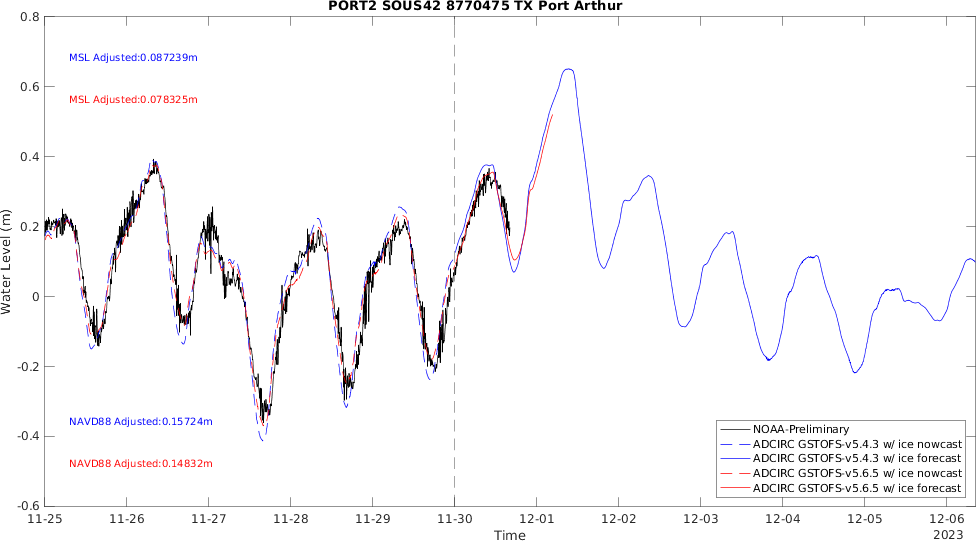 PORT2 SOUS42 8770475 TX Port Arthur
0.8
0.6
0.4
0.2
0
-0.2
-0.4
-0.6
Water Level (m)
MSL Adjusted:0.087239m
MSL Adjusted:0.078325m
NAVD88 Adjusted:0.15724m
NAVD88 Adjusted:0.14832m
NOAA-Preliminary
ADCIRC GSTOFS-v5.4.3 w/ ice nowcast
ADCIRC GSTOFS-v5.4.3 w/ ice forecast
ADCIRC GSTOFS-v5.6.5 w/ ice nowcast
ADCIRC GSTOFS-v5.6.5 w/ ice forecast
11-25 11-26 11-27 11-28 11-29 11-30 12-01 12-02 12-03 12-04 12-05 12-06
2023
Time